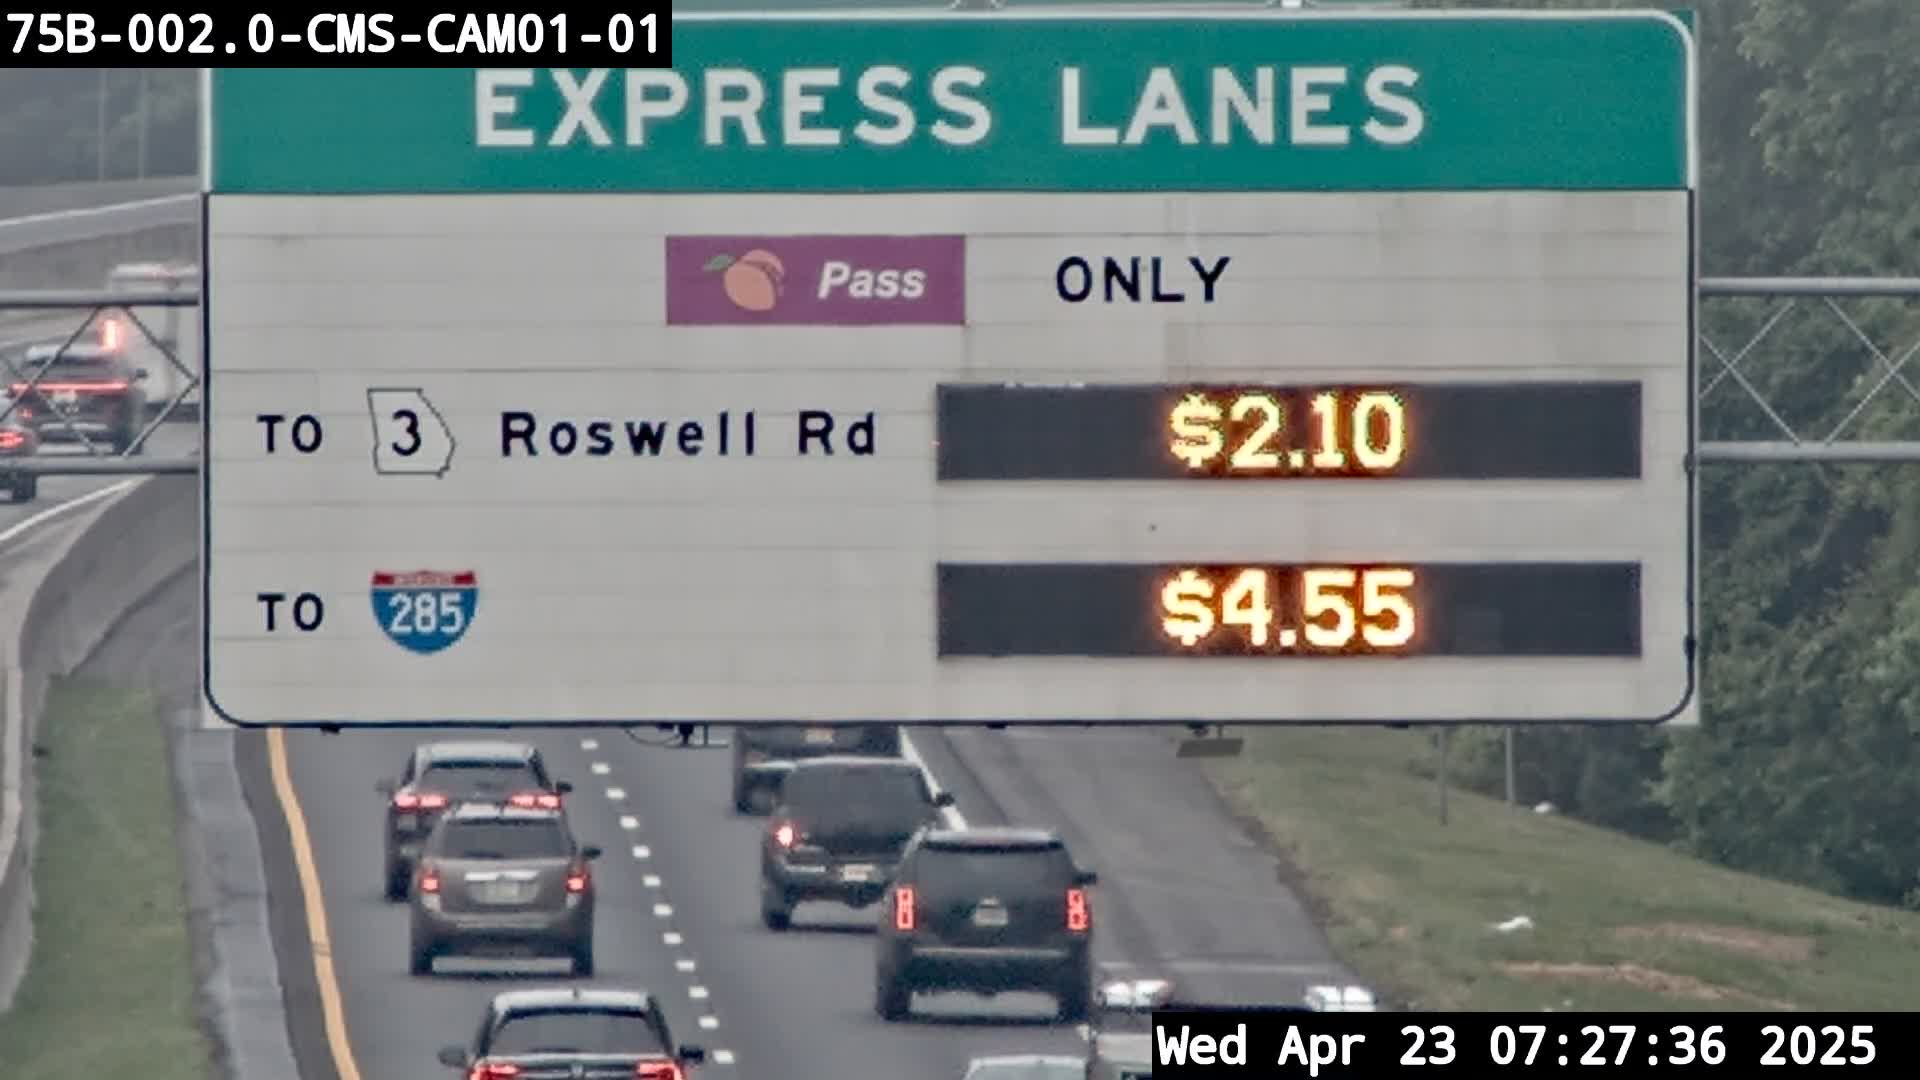 75B-002.0-CMS-CAM01-01
EXPRESS LANES
Pass ONLY
TO 3 Roswell Rd $2.10
TO 285 $4.55
Wed Apr 23 07:27:36 2025